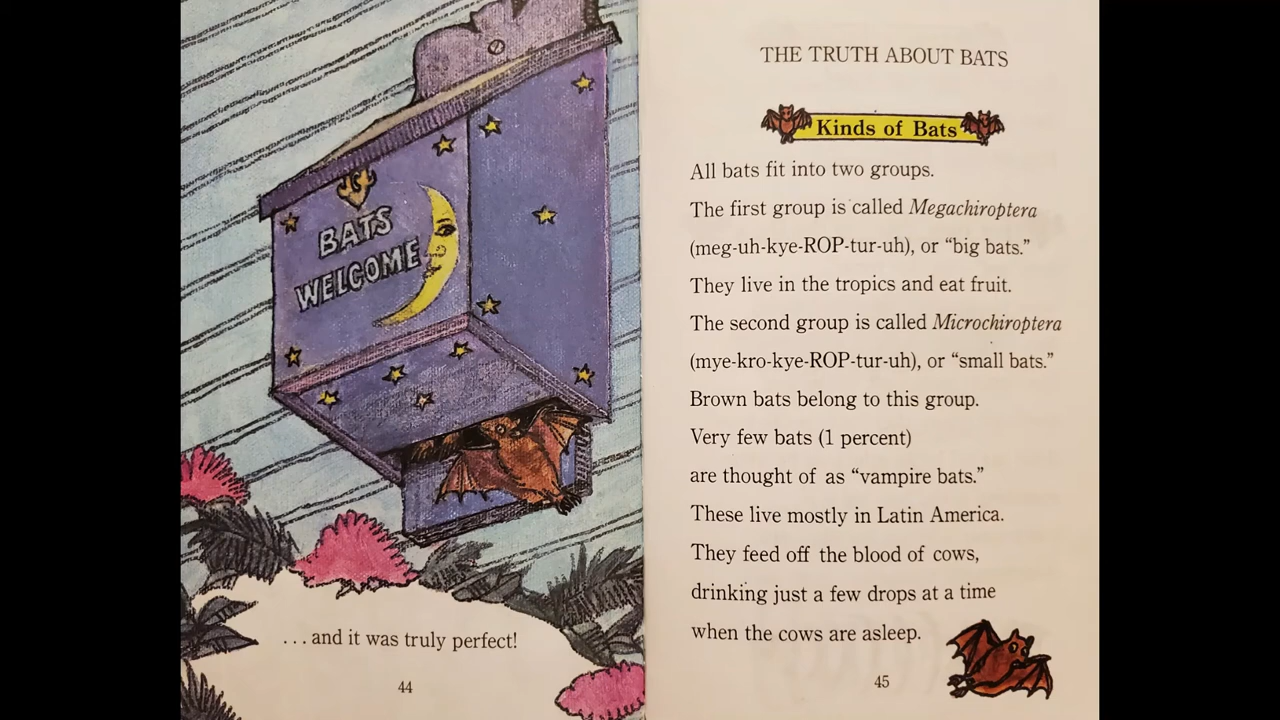 BATS
WELCOME
...and it was truly perfect!
44
THE TRUTH ABOUT BATS
Kinds of Bats
All bats fit into two groups.
The first group is called Megachiroptera
(meg-uh-kye-ROP-tur-uh), or “big bats.”
They live in the tropics and eat fruit.
The second group is called Microchiroptera
(mye-kro-kye-ROP-tur-uh), or “small bats.”
Brown bats belong to this group.
Very few bats (1 percent)
are thought of as “vampire bats.”
These live mostly in Latin America.
They feed off the blood of cows,
drinking just a few drops at a time
when the cows are asleep.
45